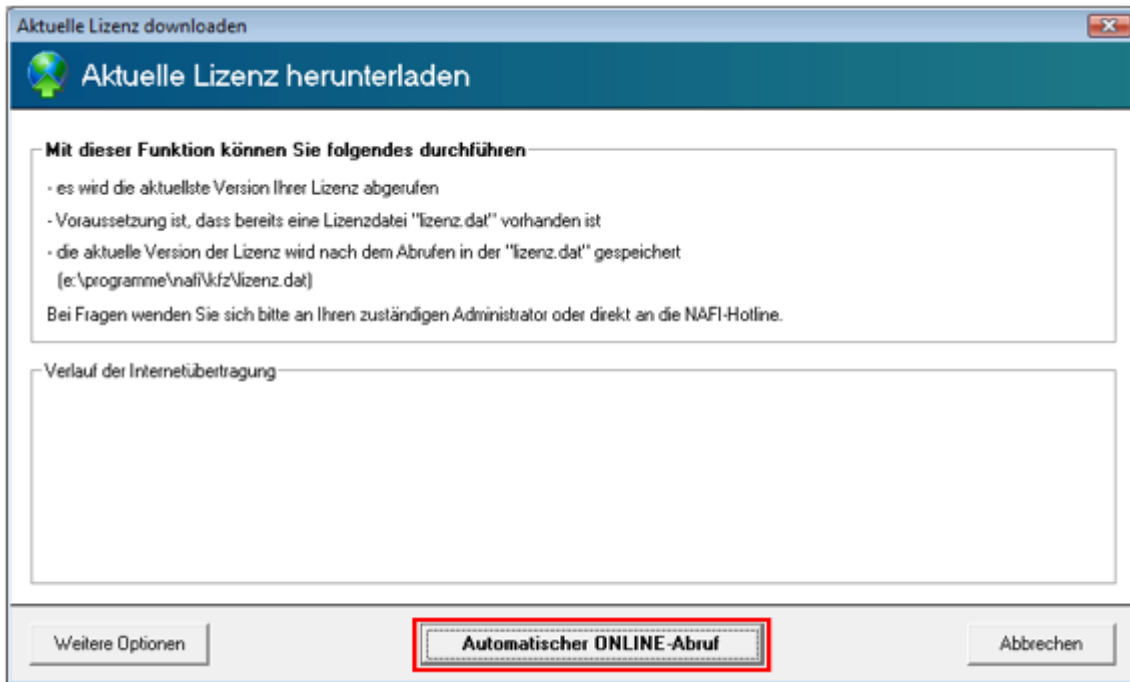 Aktuelle Lizenz downloaden
Aktuelle Lizenz herunterladen
Mit dieser Funktion können Sie folgendes durchführen
- es wird die aktuellste Version Ihrer Lizenz abgerufen
- Voraussetzung ist, dass bereits eine Lizenzdatei "lizenz.dat" vorhanden ist
- die aktuelle Version der Lizenz wird nach dem Abrufen in der "lizenz.dat" gespeichert
(e:\programme\nafi\kfz\lizenz.dat)
Bei Fragen wenden Sie sich bitte an Ihren zuständigen Administrator oder direkt an die NAFI-Hotline.
Verlauf der Internetübertragung
Weitere Optionen
Automatischer ONLINE-Abruf
Abbrechen